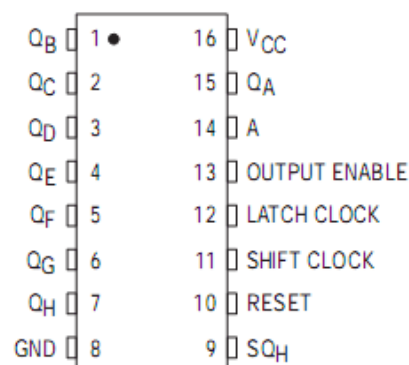 QB 1 16 VCC
QC 2 15 QA
QD 3 14 A
QE 4 13 OUTPUT ENABLE
QF 5 12 LATCH CLOCK
QG 6 11 SHIFT CLOCK
QH 7 10 RESET
GND 8 9 SQH